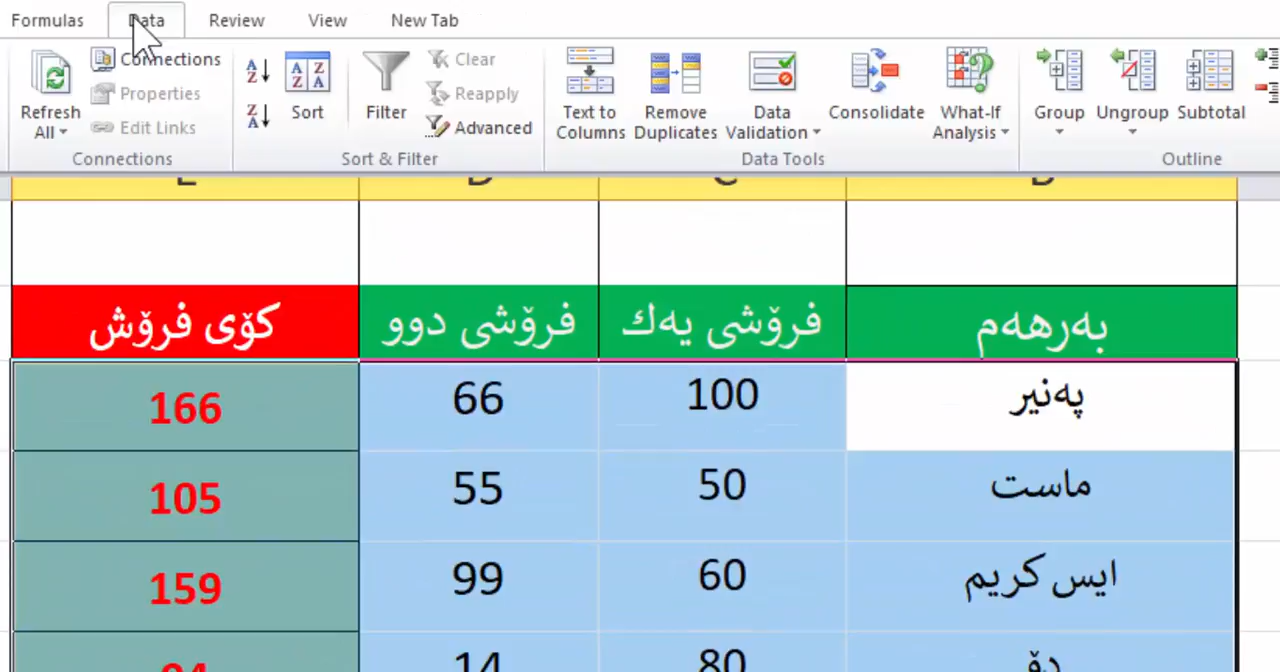 Formulas Data Review View New Tab
Refresh All
Connections
Properties
Edit Links
Connections
Sort
Filter
Clear
Reapply
Advanced
Sort & Filter
Text to Columns
Remove Duplicates
Data Validation
Consolidate
What-If Analysis
Data Tools
Group
Ungroup
Subtotal
Outline
بەرهەم فرۆشی یەك فرۆشی دوو کۆی فرۆش
پەنیر 100 66 166
ماست 50 55 105
ایس کریم 60 99 159
دۆ 80 14 94